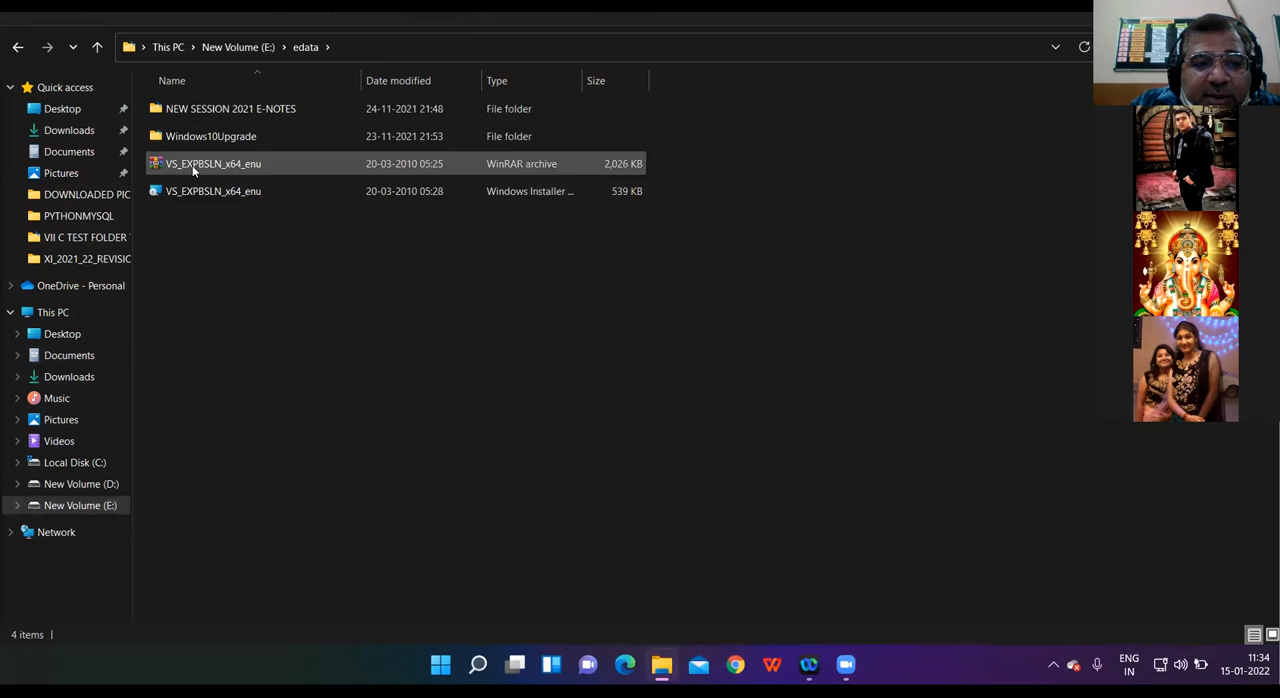 This PC > New Volume (E:) > edata >
Name Date modified Type Size
Quick access
Desktop
Downloads
Documents
Pictures
DOWNLOADED PIC
PYTHONMYSQL
VII C TEST FOLDER
XI_2021_22_REVISIC
OneDrive - Personal
This PC
Desktop
Documents
Downloads
Music
Pictures
Videos
Local Disk (C:)
New Volume (D:)
New Volume (E:)
Network
NEW SESSION 2021 E-NOTES 24-11-2021 21:48 File folder
Windows10Upgrade 23-11-2021 21:53 File folder
VS_EXPBSLN_x64_enu 20-03-2010 05:25 WinRAR archive 2,026 KB
VS_EXPBSLN_x64_enu 20-03-2010 05:28 Windows Installer ... 539 KB
4 items
ENG
IN
11:34
15-01-2022